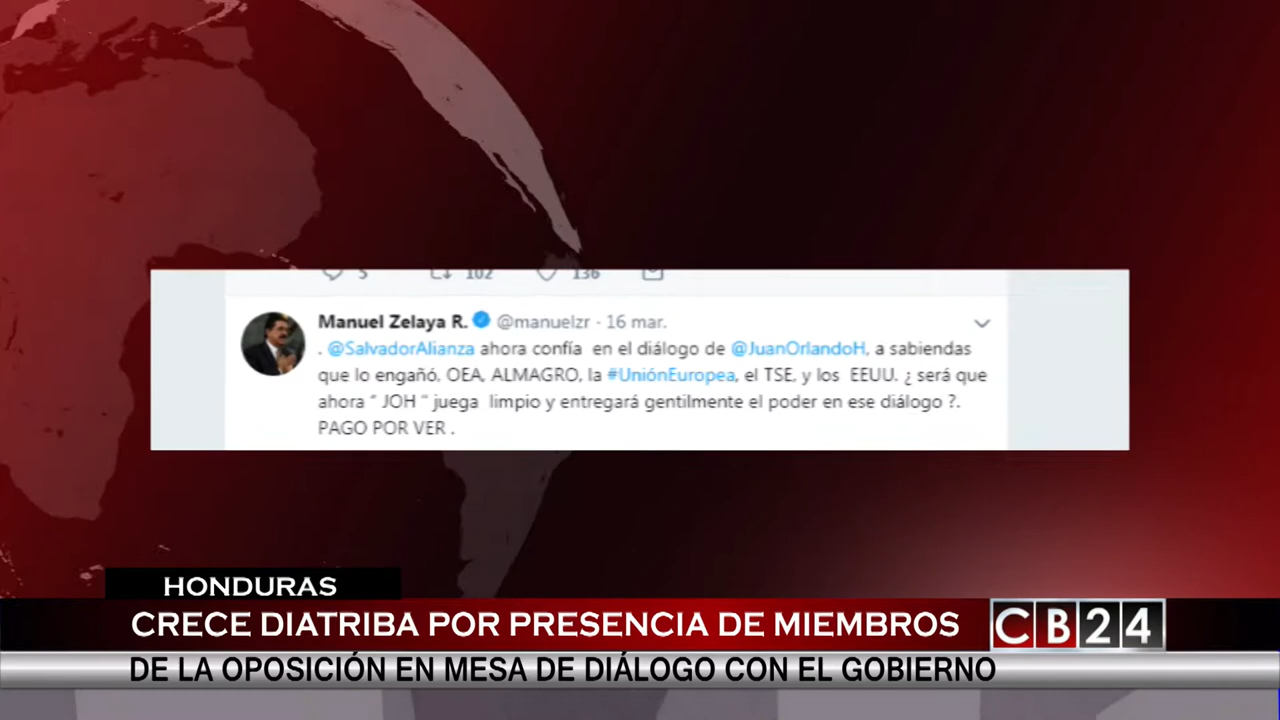 5 102 136
Manuel Zelaya R. @manuelzr · 16 mar.
. @SalvadorAlianza ahora confía en el diálogo de @JuanOrlandoH, a sabiendas
que lo engañó, OEA, ALMAGRO, la #UniónEuropea, el TSE, y los EEUU. ¿ será que
ahora " JOH " juega limpio y entregará gentilmente el poder en ese diálogo ?.
PAGO POR VER .
HONDURAS
CRECE DIATRIBA POR PRESENCIA DE MIEMBROS
CB24
DE LA OPOSICIÓN EN MESA DE DIÁLOGO CON EL GOBIERNO